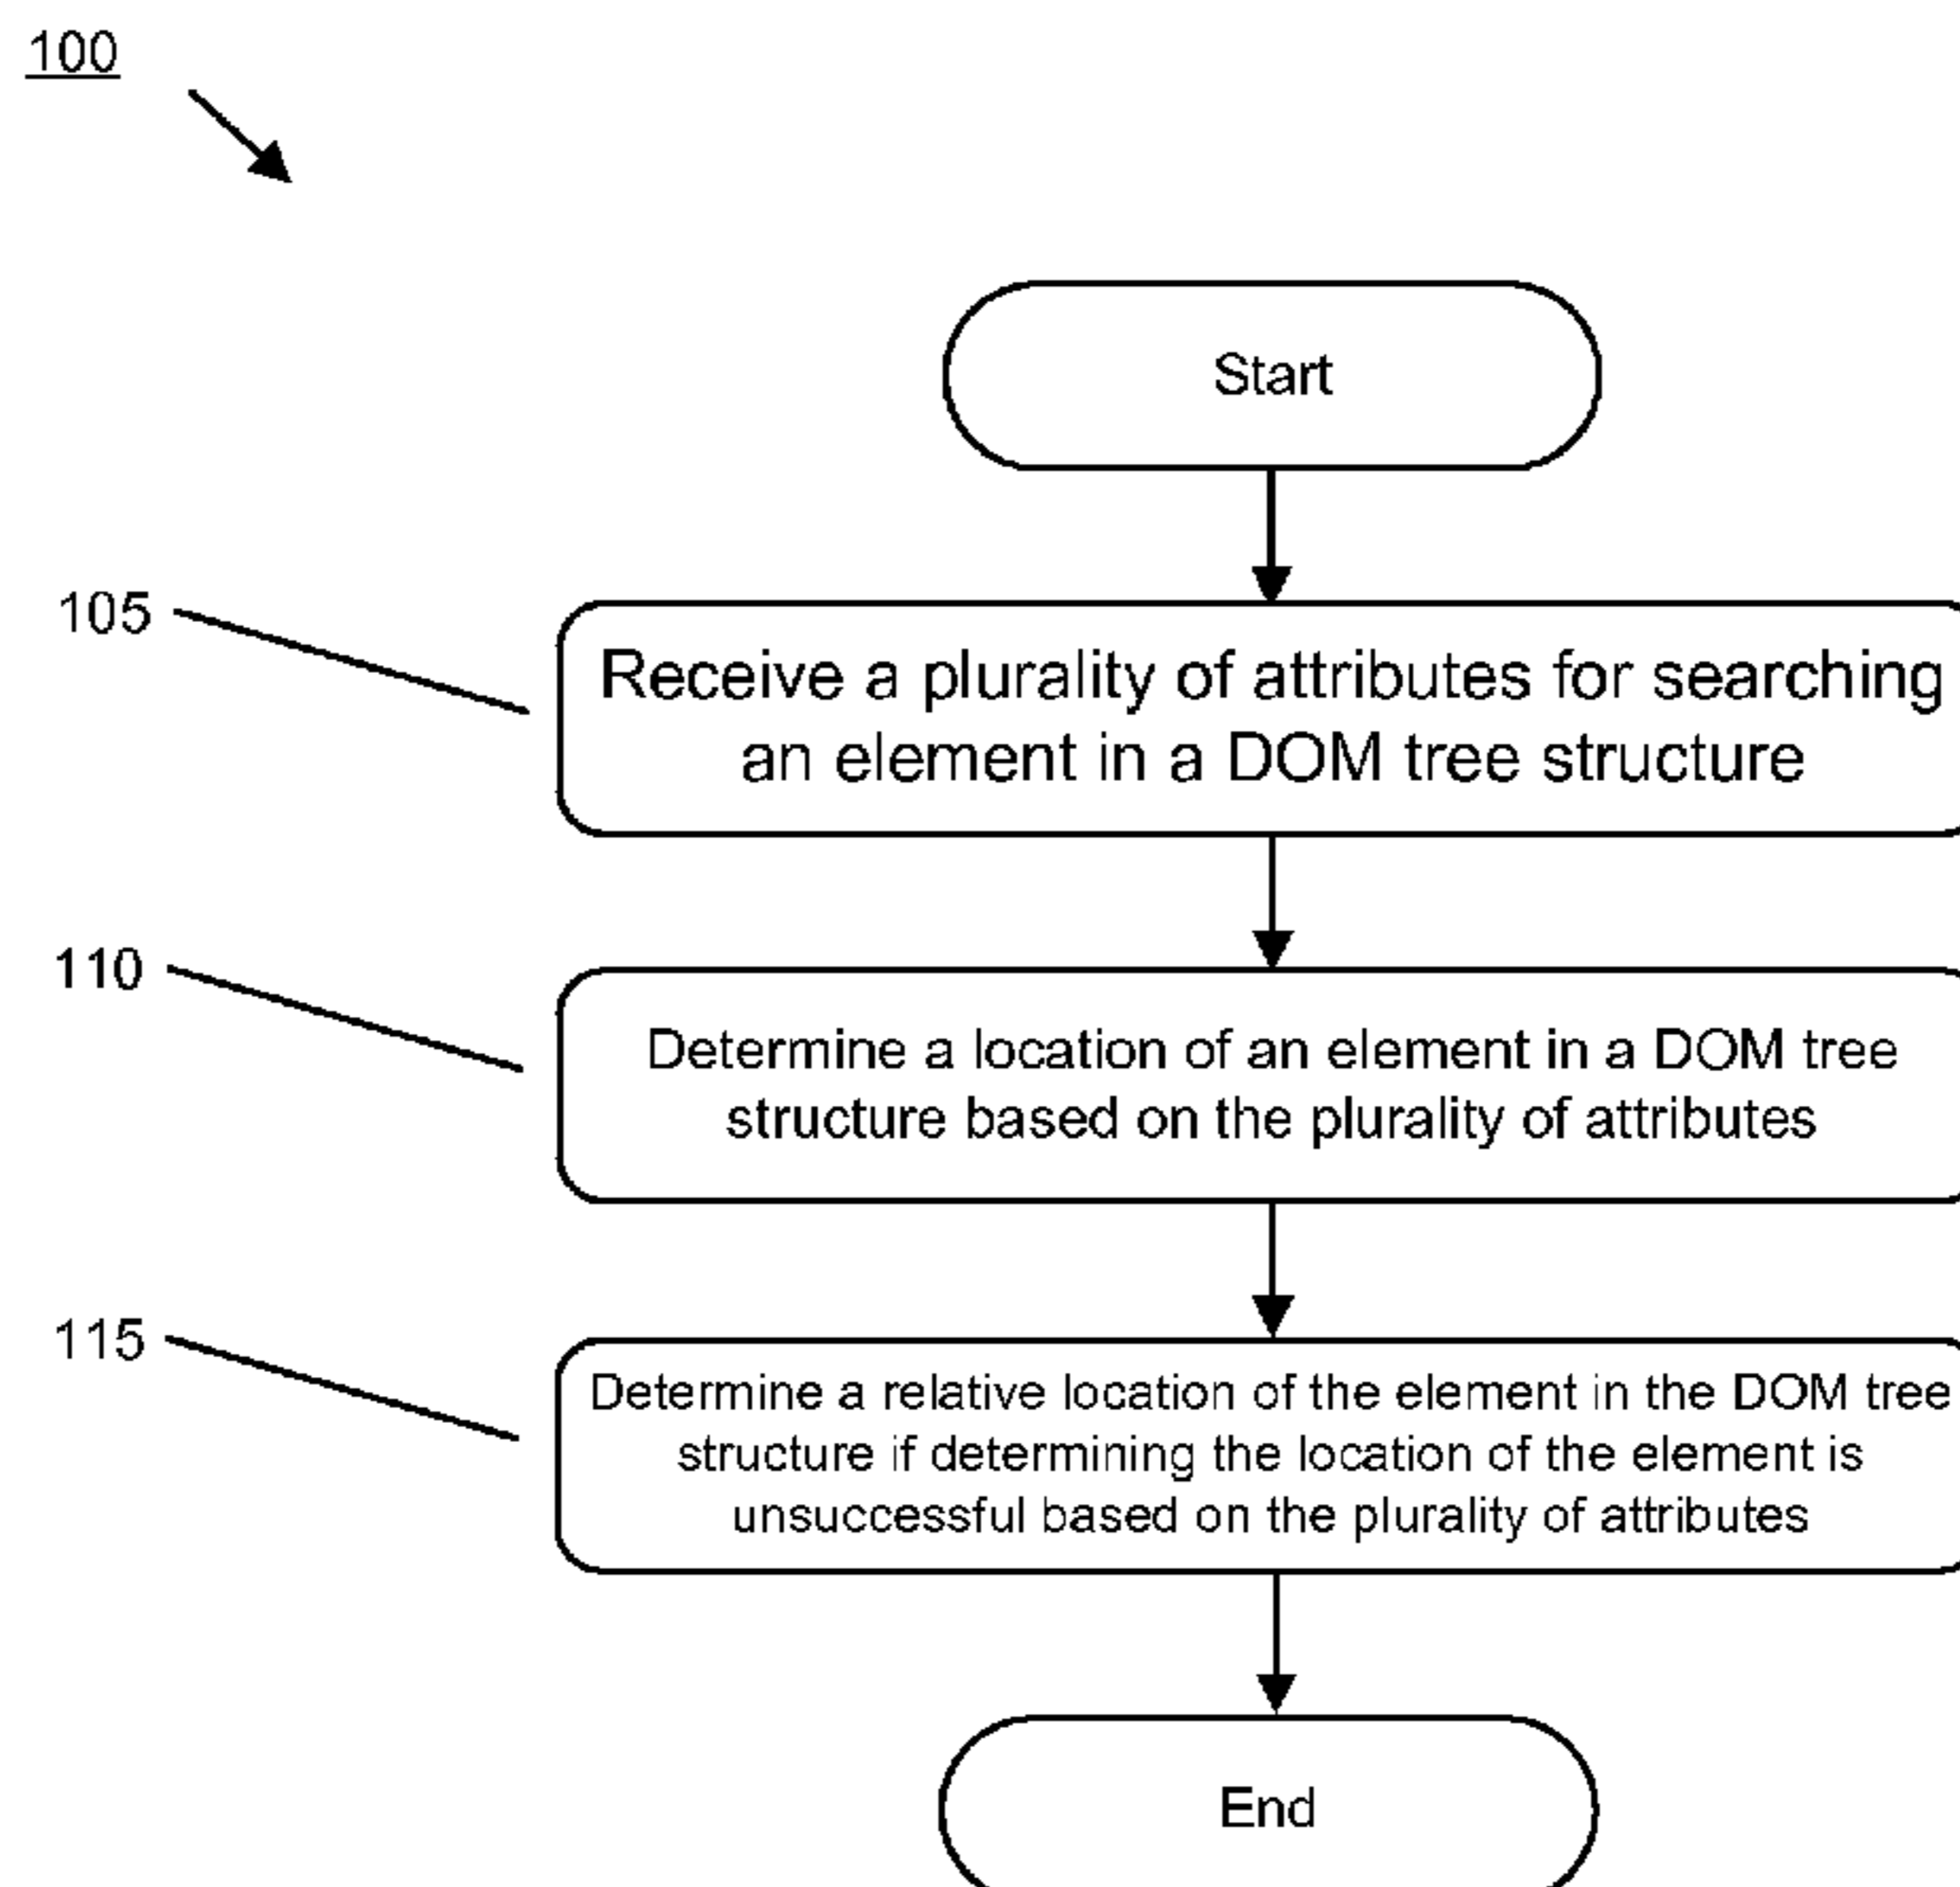 100
Start
105
Receive a plurality of attributes for searching
an element in a DOM tree structure
110
Determine a location of an element in a DOM tree
structure based on the plurality of attributes
115
Determine a relative location of the element in the DOM tree
structure if determining the location of the element is
unsuccessful based on the plurality of attributes
End